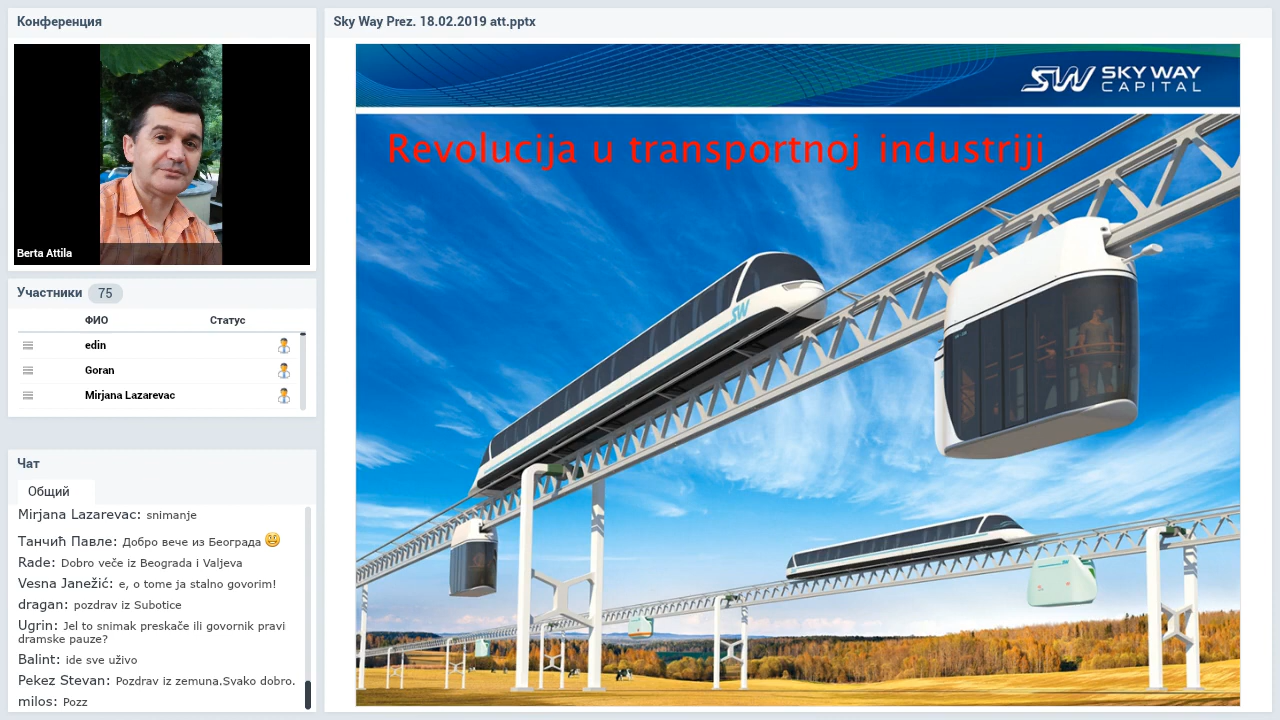 Конференция
Berta Attila
Участники 75
ФИО Статус
edin
Goran
Mirjana Lazarevac
Чат
Общий
Mirjana Lazarevac: snimanje
Танчић Павле: Добро вече из Београда
Rade: Dobro veče iz Beograda i Valjeva
Vesna Janežić: e, o tome ja stalno govorim!
dragan: pozdrav iz Subotice
Ugrin: Jel to snimak preskače ili govornik pravi
dramske pauze?
Balint: ide sve uživo
Pekez Stevan: Pozdrav iz zemuna.Svako dobro.
milos: Pozz
Sky Way Prez. 18.02.2019 att.pptx
SW SKY WAY
CAPITAL
Revolucija u transportnoj industriji
SW